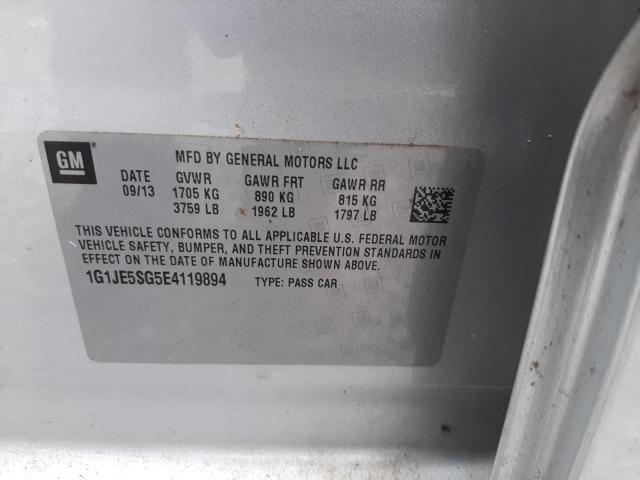 GM
MFD BY GENERAL MOTORS LLC
DATE GVWR GAWR FRT GAWR RR
09/13 1705 KG 890 KG 815 KG
3759 LB 1962 LB 1797 LB
THIS VEHICLE CONFORMS TO ALL APPLICABLE U.S. FEDERAL MOTOR
VEHICLE SAFETY, BUMPER, AND THEFT PREVENTION STANDARDS IN
EFFECT ON THE DATE OF MANUFACTURE SHOWN ABOVE.
1G1JE5SG5E4119894 TYPE: PASS CAR